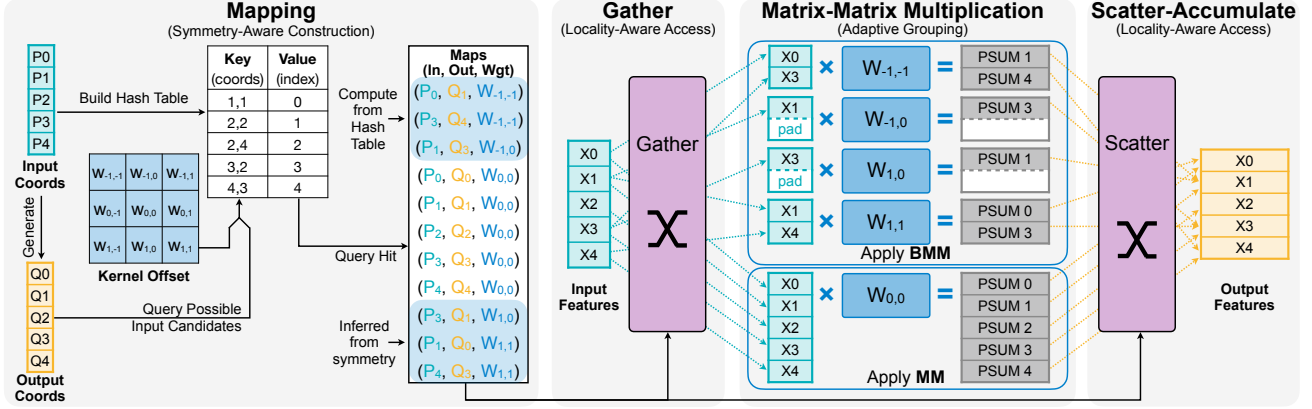 Mapping
(Symmetry-Aware Construction)
P0
P1
P2
P3
P4
Input
Coords
Build Hash Table
Key
(coords)
Value
(index)
1,1 0
2,2 1
2,4 2
3,2 3
4,3 4
W-1,-1 W-1,0 W-1,1
W0,-1 W0,0 W0,1
W1,-1 W1,0 W1,1
Kernel Offset
Generate
Q0
Q1
Q2
Q3
Q4
Output
Coords
Query Possible
Input Candidates
Compute
from
Hash
Table
Query Hit
Inferred
from
symmetry
Maps
(In, Out, Wgt)
(P0, Q1, W-1,-1)
(P3, Q4, W-1,-1)
(P1, Q3, W-1,0)
(P0, Q0, W0,0)
(P1, Q1, W0,0)
(P2, Q2, W0,0)
(P3, Q3, W0,0)
(P4, Q4, W0,0)
(P3, Q1, W1,0)
(P1, Q0, W1,1)
(P4, Q3, W1,1)
Gather
(Locality-Aware Access)
X0
X1
X2
X3
X4
Input
Features
Gather
Matrix-Matrix Multiplication
(Adaptive Grouping)
X0
X3
× W-1,-1 =
PSUM 1
PSUM 4
X1
pad
× W-1,0 =
PSUM 3
X3
pad
× W1,0 =
PSUM 1
X1
X4
× W1,1 =
PSUM 0
PSUM 3
Apply BMM
X0
X1
X2
X3
X4
× W0,0 =
PSUM 0
PSUM 1
PSUM 2
PSUM 3
PSUM 4
Apply MM
Scatter-Accumulate
(Locality-Aware Access)
Scatter
X0
X1
X2
X3
X4
Output
Features